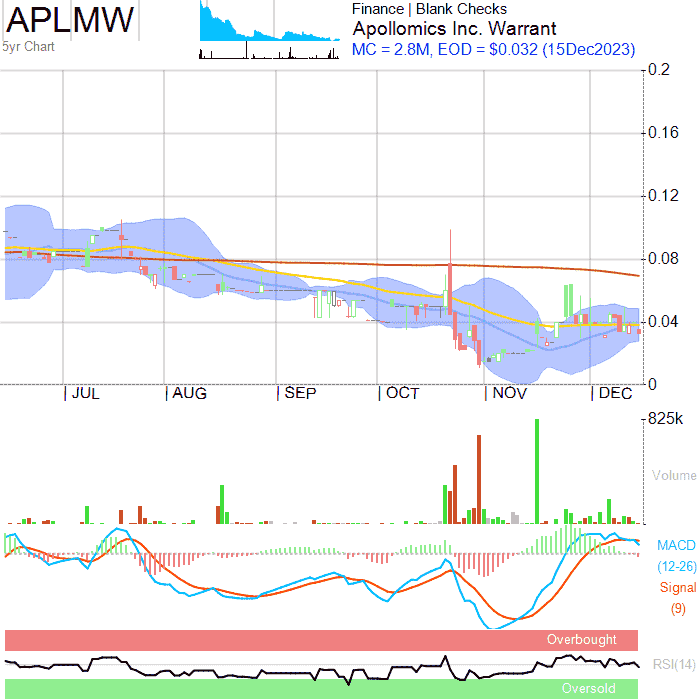 APLMW
5yr Chart
Finance | Blank Checks
Apollomics Inc. Warrant
MC = 2.8M, EOD = $0.032 (15Dec2023)
0.2
0.16
0.12
0.08
0.04
0
JUL AUG SEP OCT NOV DEC
825k
Volume
MACD
(12-26)
Signal
(9)
Overbought
RSI(14)
Oversold